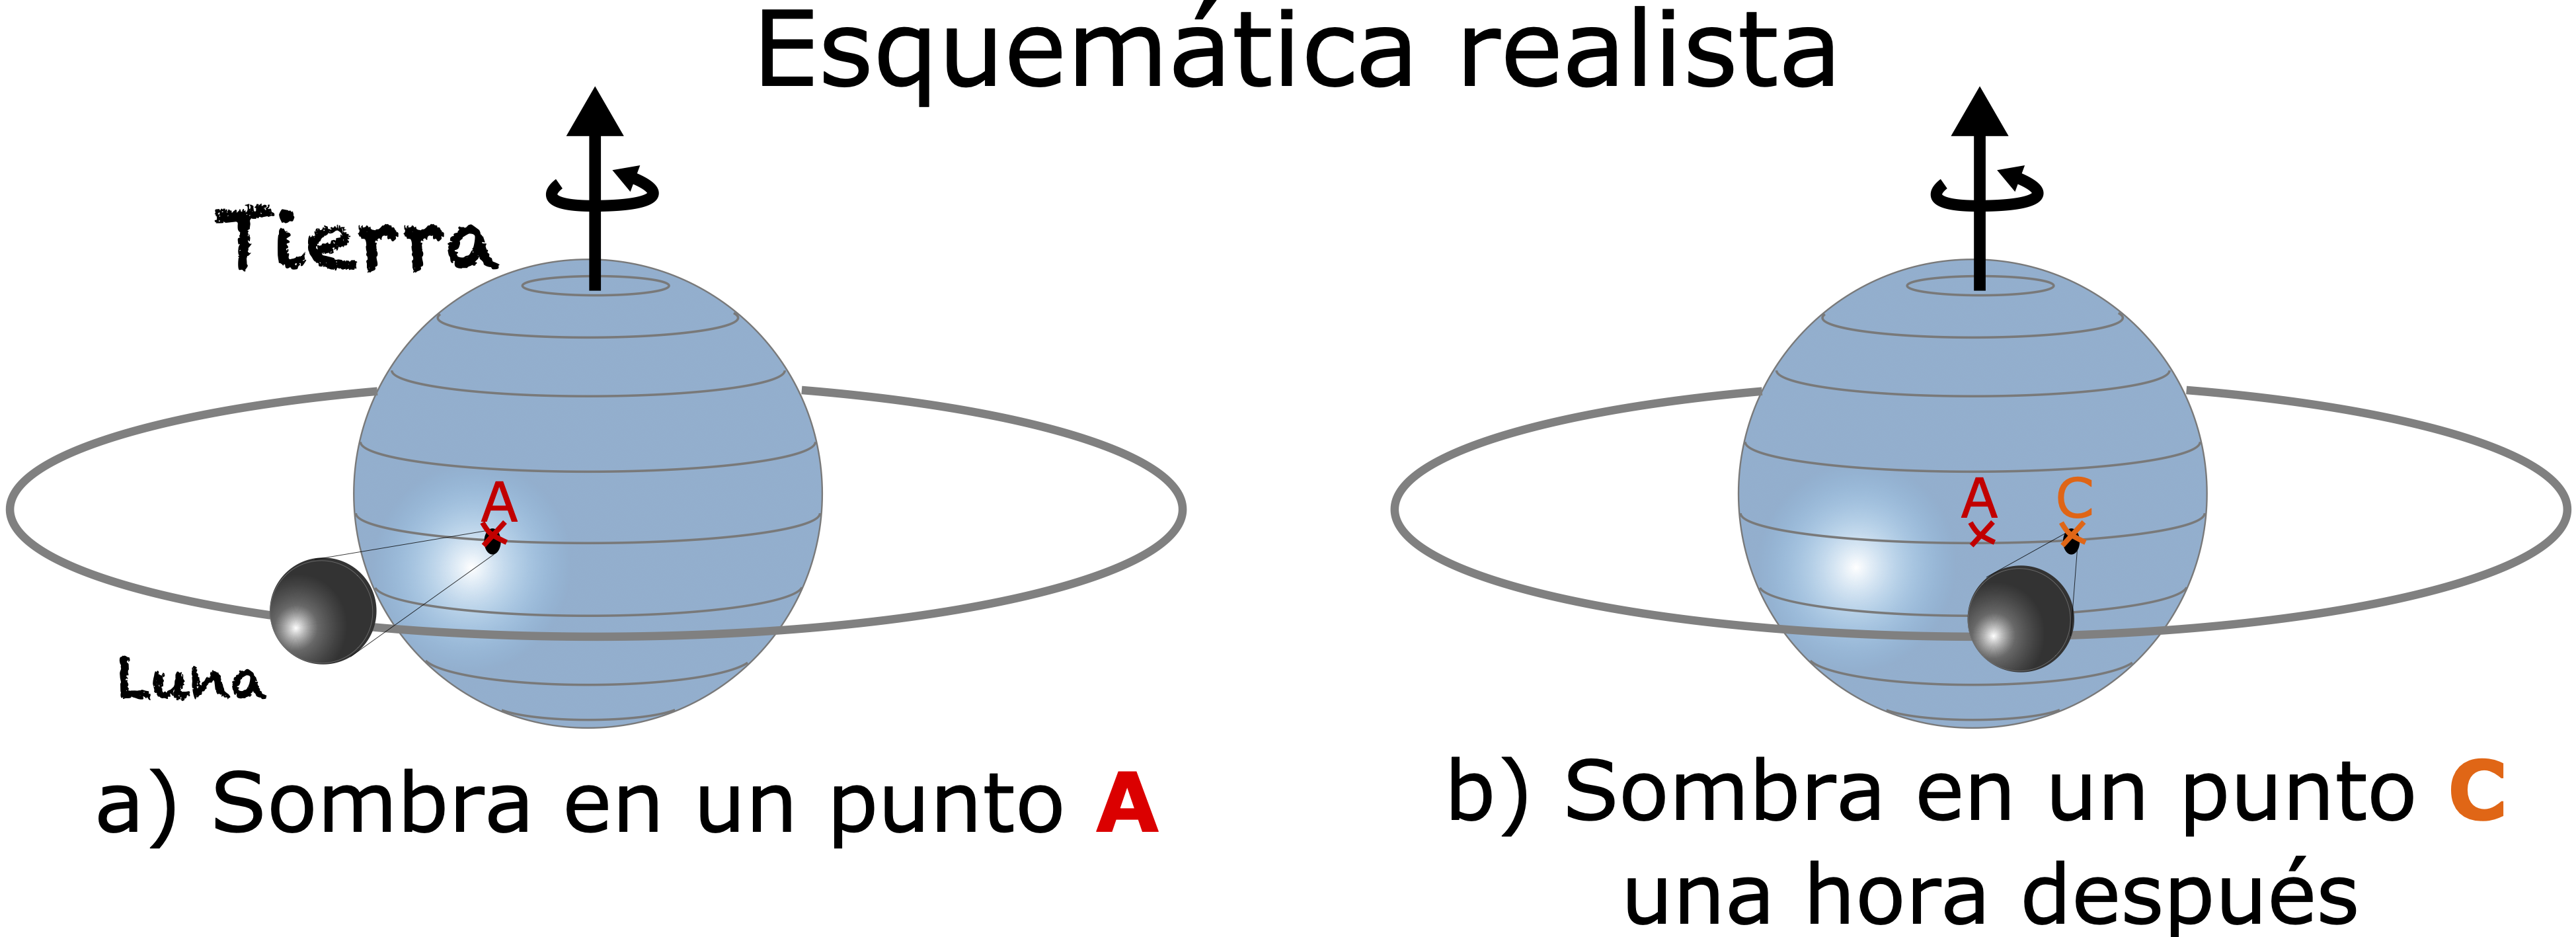 Esquemática realista
Tierra
A
Luna
a) Sombra en un punto A
A C
b) Sombra en un punto C
una hora después